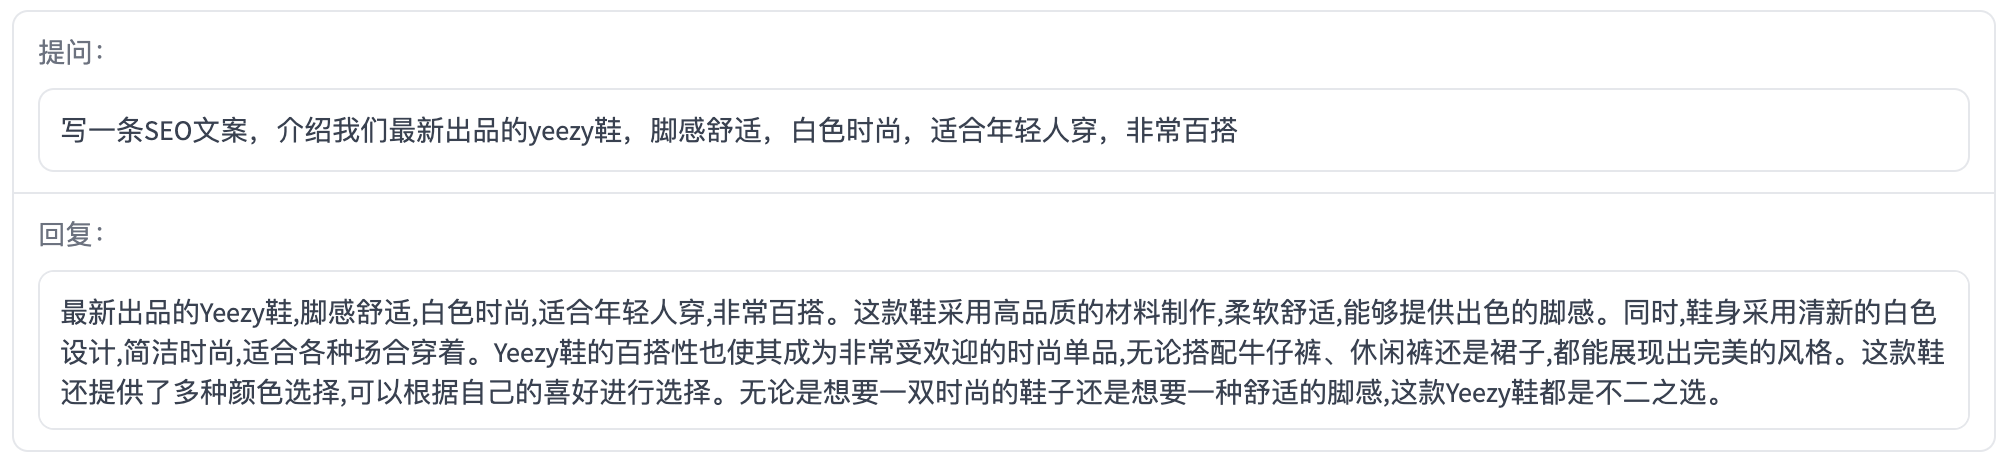 提问：
写一条SEO文案，介绍我们最新出品的yeezy鞋，脚感舒适，白色时尚，适合年轻人穿，非常百搭
回复：
最新出品的Yeezy鞋,脚感舒适,白色时尚,适合年轻人穿,非常百搭。这款鞋采用高品质的材料制作,柔软舒适,能够提供出色的脚感。同时,鞋身采用清新的白色
设计,简洁时尚,适合各种场合穿着。Yeezy鞋的百搭性也使其成为非常受欢迎的时尚单品,无论搭配牛仔裤、休闲裤还是裙子,都能展现出完美的风格。这款鞋
还提供了多种颜色选择,可以根据自己的喜好进行选择。无论是想要一双时尚的鞋子还是想要一种舒适的脚感,这款Yeezy鞋都是不二之选。